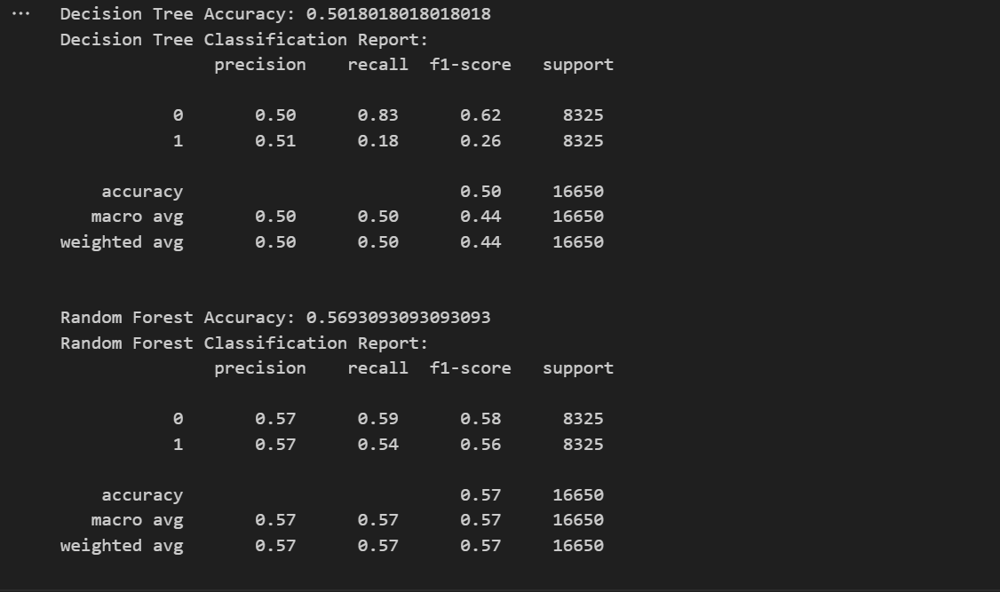 ... Decision Tree Accuracy: 0.5018018018018018
Decision Tree Classification Report:
precision recall f1-score support
0 0.50 0.83 0.62 8325
1 0.51 0.18 0.26 8325
accuracy 0.50 16650
macro avg 0.50 0.50 0.44 16650
weighted avg 0.50 0.50 0.44 16650
Random Forest Accuracy: 0.5693093093093093
Random Forest Classification Report:
precision recall f1-score support
0 0.57 0.59 0.58 8325
1 0.57 0.54 0.56 8325
accuracy 0.57 16650
macro avg 0.57 0.57 0.57 16650
weighted avg 0.57 0.57 0.57 16650